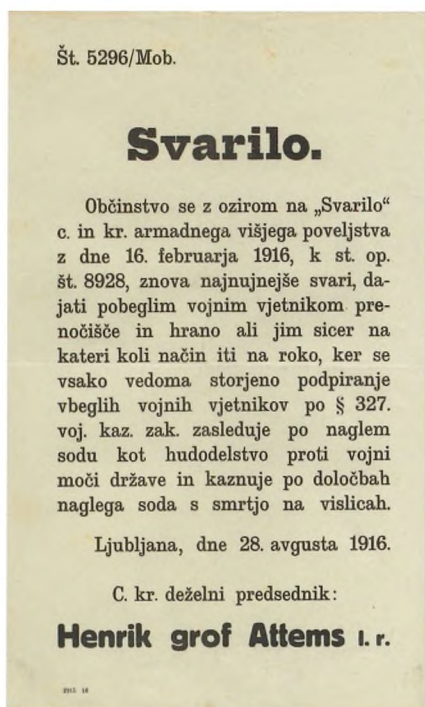 Št. 5296/Mob.
Svarilo.
Občinstvo se z ozirom na „Svarilo“
c. in kr. armadnega višjega poveljstva
z dne 16. februarja 1916, k st. op.
št. 8928, znova najnujnejše svari, da-
jati pobeglim vojnim vjetnikom pre-
nočišče in hrano ali jim sicer na
kateri koli način iti na roko, ker se
vsako vedoma storjeno podpiranje
vbeglih vojnih vjetnikov po § 327.
voj. kaz. zak. zasleduje po naglem
sodu kot hudodelstvo proti vojni
moči države in kaznuje po določbah
naglega soda s smrtjo na vislicah.
Ljubljana, dne 28. avgusta 1916.
C. kr. deželni predsednik:
Henrik grof Attems l. r.